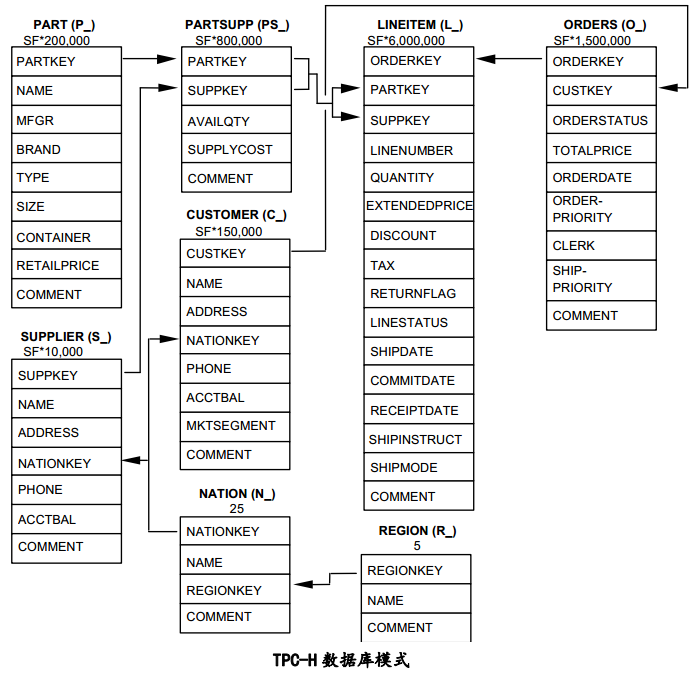 PART (P_)
SF*200,000
PARTKEY
NAME
MFGR
BRAND
TYPE
SIZE
CONTAINER
RETAILPRICE
COMMENT
SUPPLIER (S_)
SF*10,000
SUPPKEY
NAME
ADDRESS
NATIONKEY
PHONE
ACCTBAL
COMMENT
PARTSUPP (PS_)
SF*800,000
PARTKEY
SUPPKEY
AVAILQTY
SUPPLYCOST
COMMENT
CUSTOMER (C_)
SF*150,000
CUSTKEY
NAME
ADDRESS
NATIONKEY
PHONE
ACCTBAL
MKTSEGMENT
COMMENT
NATION (N_)
25
NATIONKEY
NAME
REGIONKEY
COMMENT
LINEITEM (L_)
SF*6,000,000
ORDERKEY
PARTKEY
SUPPKEY
LINENUMBER
QUANTITY
EXTENDEDPRICE
DISCOUNT
TAX
RETURNFLAG
LINESTATUS
SHIPDATE
COMMITDATE
RECEIPTDATE
SHIPINSTRUCT
SHIPMODE
COMMENT
REGION (R_)
5
REGIONKEY
NAME
COMMENT
ORDERS (O_)
SF*1,500,000
ORDERKEY
CUSTKEY
ORDERSTATUS
TOTALPRICE
ORDERDATE
ORDER-
PRIORITY
CLERK
SHIP-
PRIORITY
COMMENT
TPC-H 数据库模式